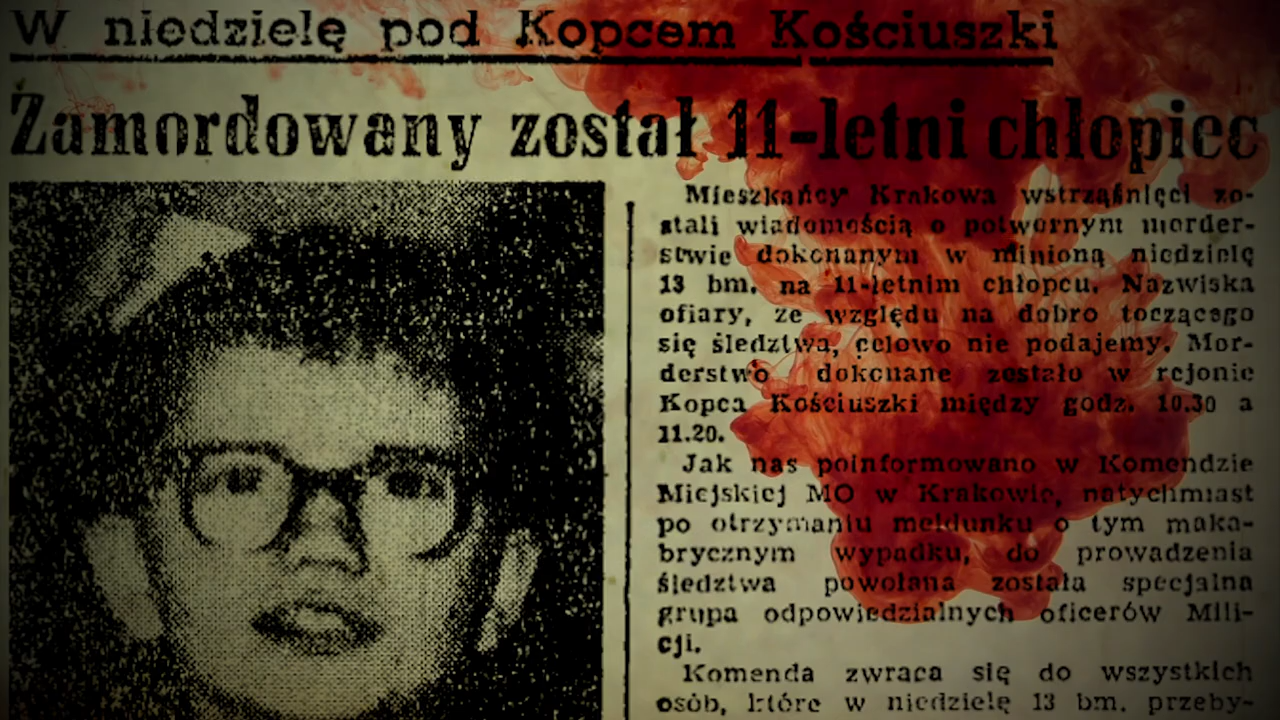 W niedzielę pod Kopcem Kościuszki
Zamordowany został 11-letni chłopiec
Mieszkańcy Krakowa wstrząśnięci zo-
stali wiadomością o potwornym morder-
stwie dokonanym w minioną niedzielę
13 bm. na 11-letnim chłopcu. Nazwiska
ofiary, ze względu na dobro toczącego
się śledztwa, celowo nie podajemy. Mor-
derstwo dokonane zostało w rejonie
Kopca Kościuszki między godz. 10.30 a
11.20.
Jak nas poinformowano w Komendzie
Miejskiej MO w Krakowie, natychmiast
po otrzymaniu meldunku o tym maka-
brycznym wypadku, do prowadzenia
śledztwa powołana została specjalna
grupa odpowiedzialnych oficerów Mili-
cji.
Komenda zwraca się do wszystkich
osób, które w niedzielę 13 bm. przeby-